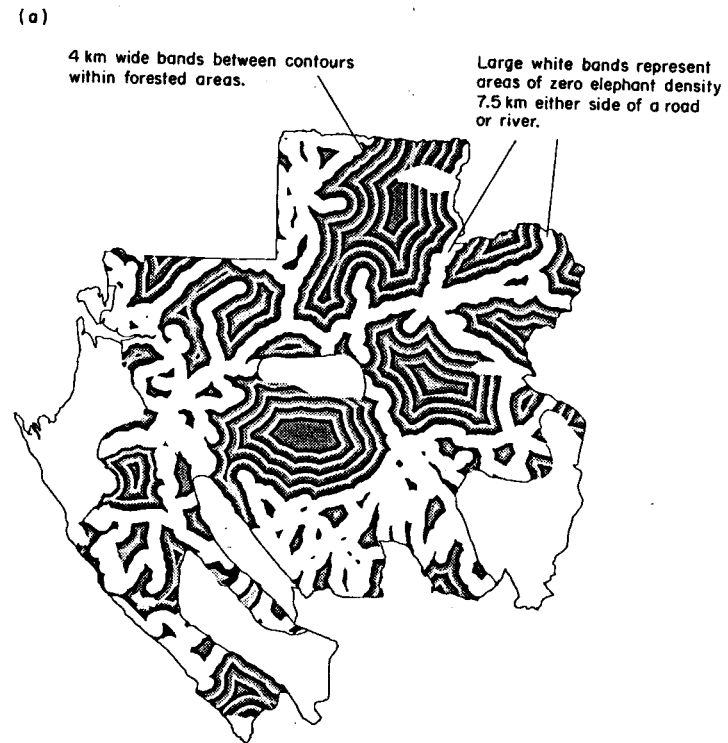 (a)
4 km wide bands between contours
within forested areas.
Large white bands represent
areas of zero elephant density
7.5 km either side of a road
or river.